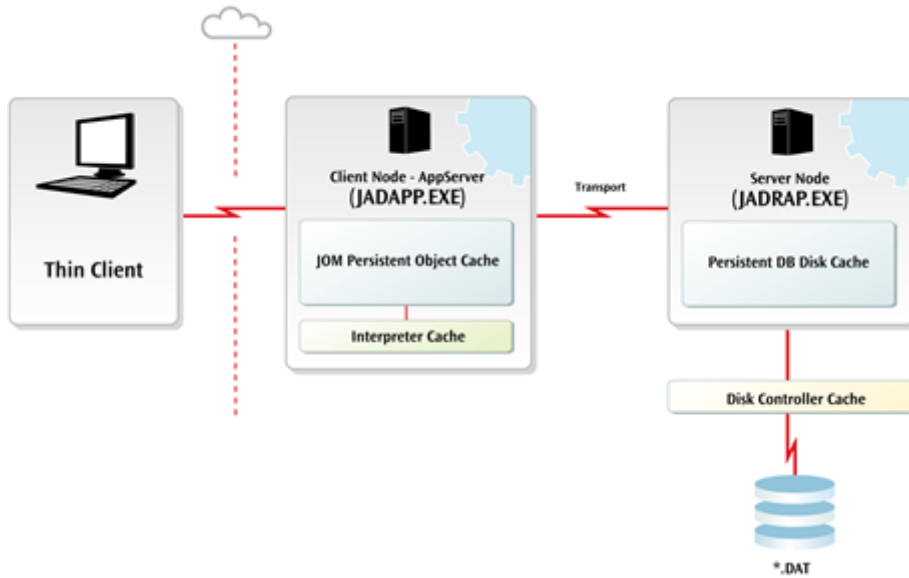 Thin Client
Client Node - AppServer
(JADAPP.EXE)
JOM Persistent Object Cache
Interpreter Cache
Transport
Server Node
(JADRAP.EXE)
Persistent DB Disk Cache
Disk Controller Cache
*.DAT